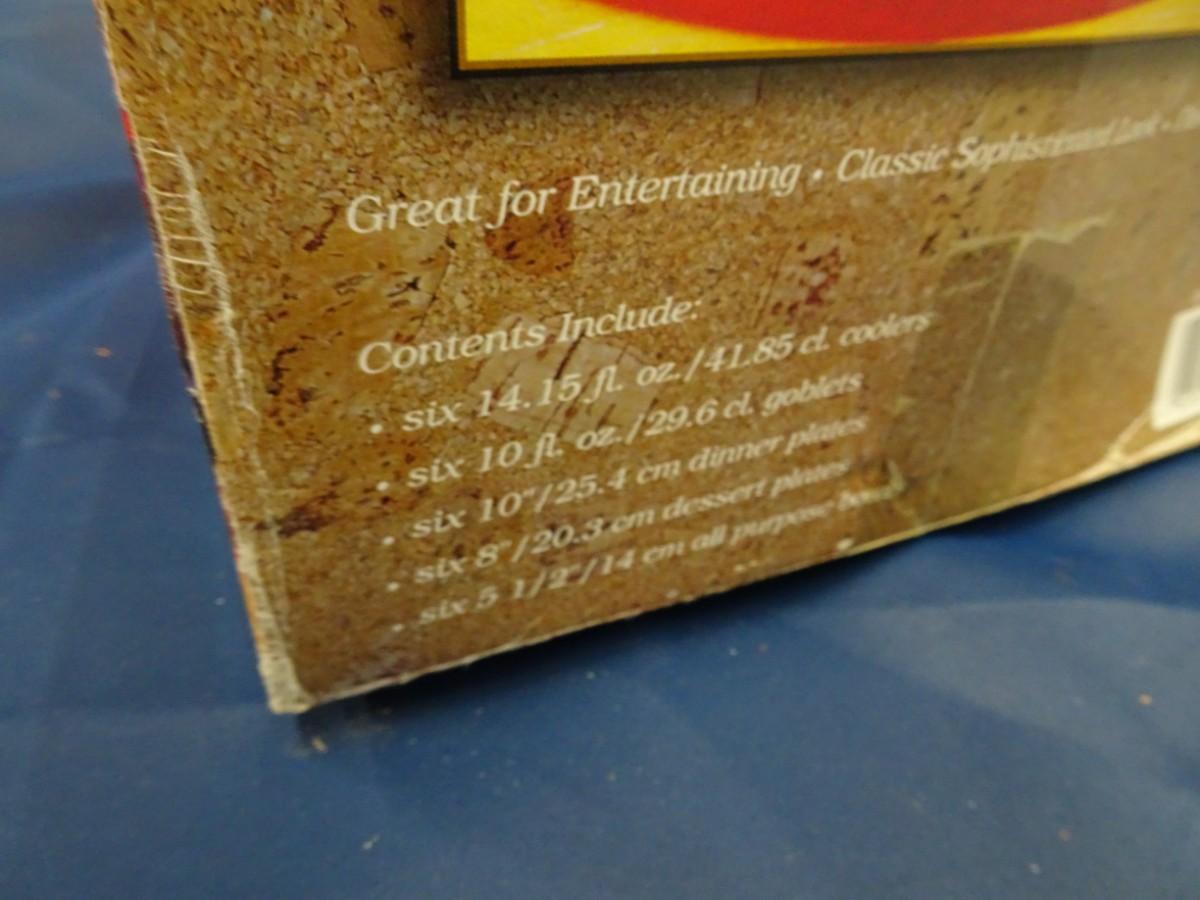 Great for Entertaining • Classic Sophisticated Look •
Contents Include:
• six 14.15 fl. oz./41.85 cl. coolers
• six 10 fl. oz./29.6 cl. goblets
• six 10"/25.4 cm dinner plates
• six 8"/20.3 cm dessert plates
• six 5 1/2"/14 cm all purpose